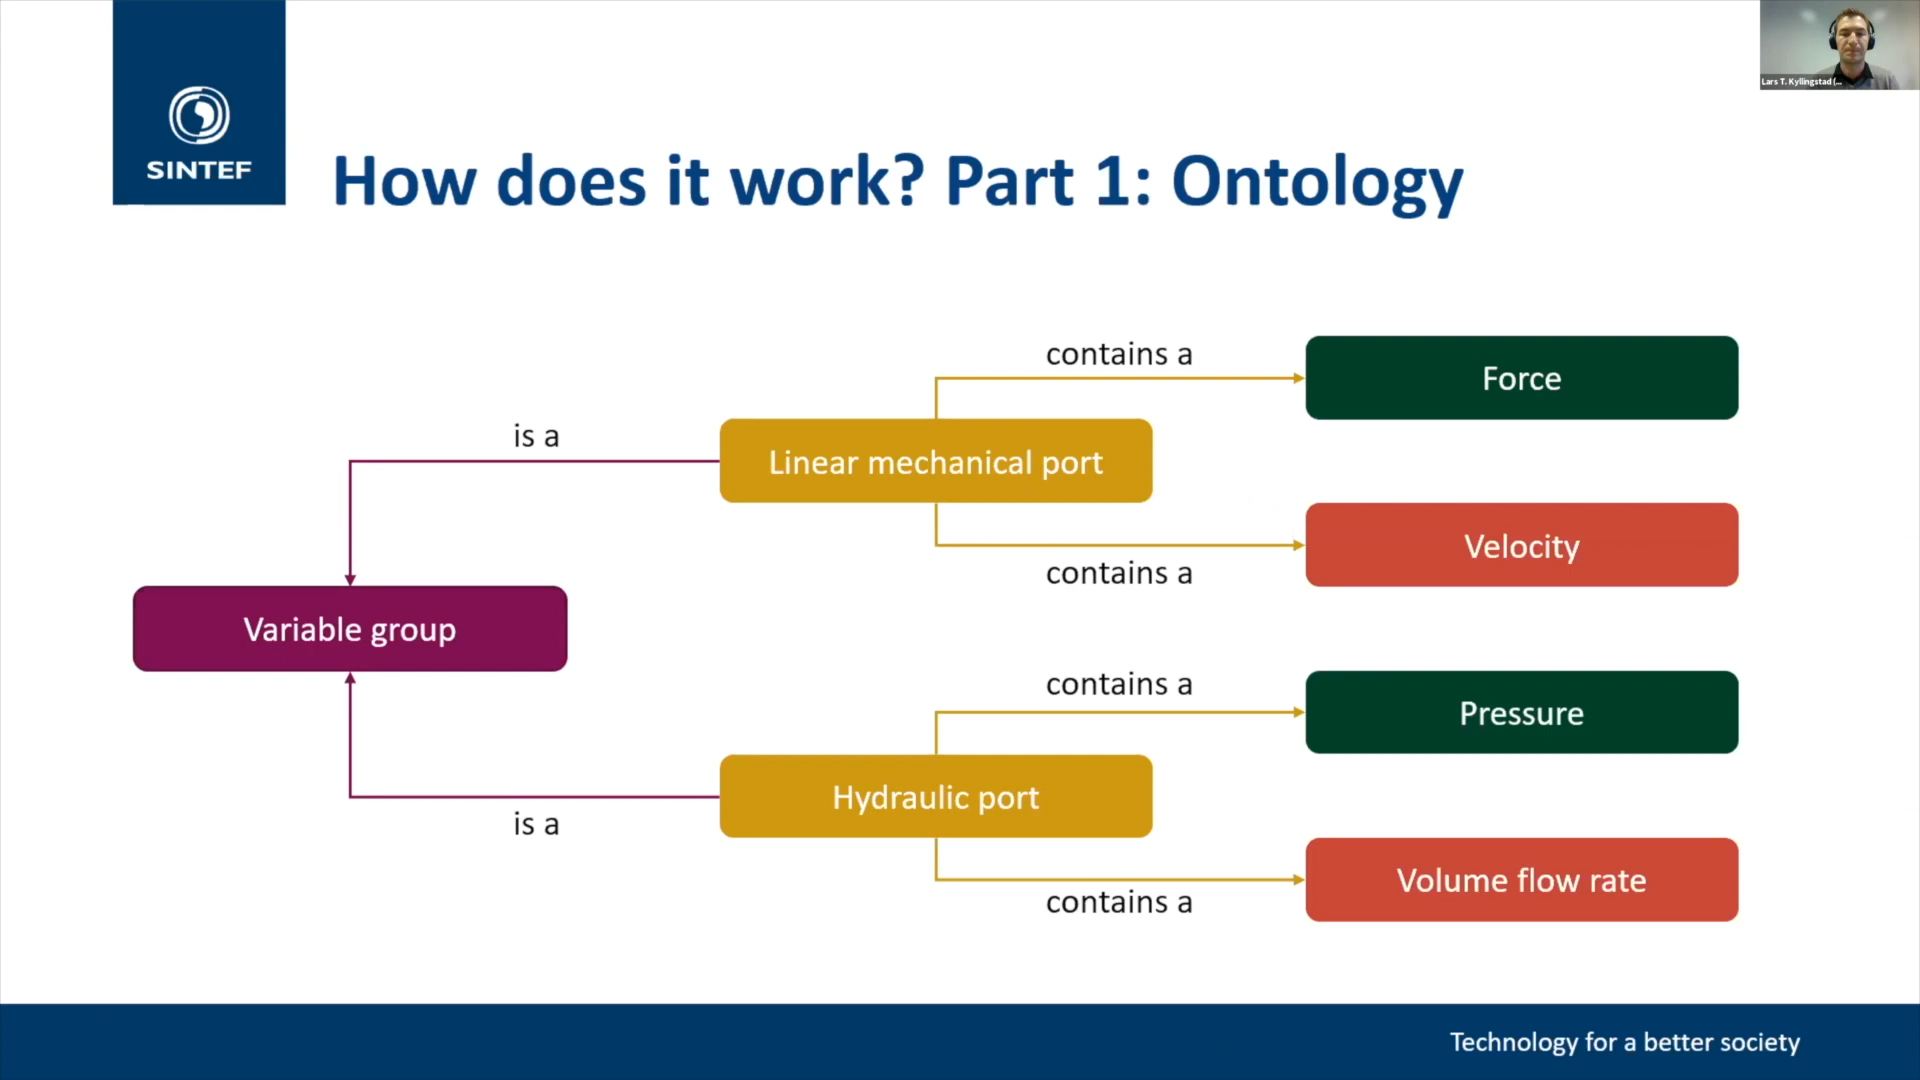 Lars T. Kyllingstad (...
SINTEF
How does it work? Part 1: Ontology
contains a
Force
is a
Linear mechanical port
Velocity
contains a
Variable group
contains a
Pressure
Hydraulic port
is a
Volume flow rate
contains a
Technology for a better society